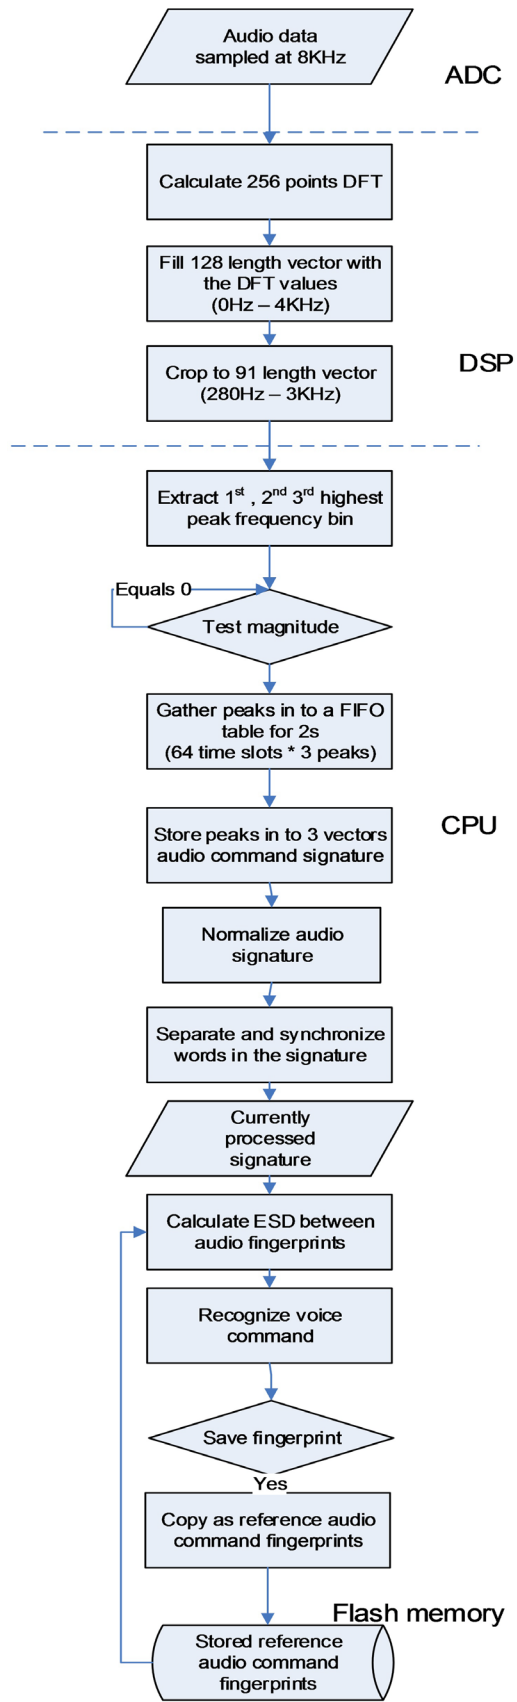 Audio data
sampled at 8KHz
ADC
Calculate 256 points DFT
Fill 128 length vector with
the DFT values
(0Hz – 4KHz)
Crop to 91 length vector
(280Hz – 3KHz)
DSP
Extract 1st , 2nd 3rd highest
peak frequency bin
Equals 0
Test magnitude
Gather peaks in to a FIFO
table for 2s
(64 time slots * 3 peaks)
Store peaks in to 3 vectors
audio command signature
CPU
Normalize audio
signature
Separate and synchronize
words in the signature
Currently
processed
signature
Calculate ESD between
audio fingerprints
Recognize voice
command
Save fingerprint
Yes
Copy as reference audio
command fingerprints
Flash memory
Stored reference
audio command
fingerprints